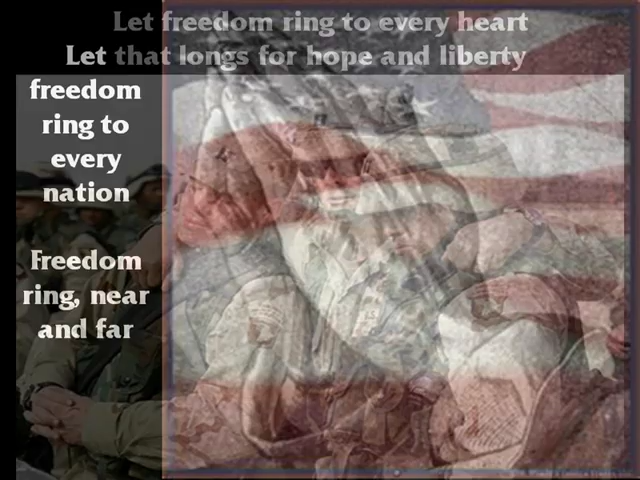 Let freedom ring to every heart
Let that longs for hope and liberty
freedom
ring to
every
nation
Freedom
ring, near
and far